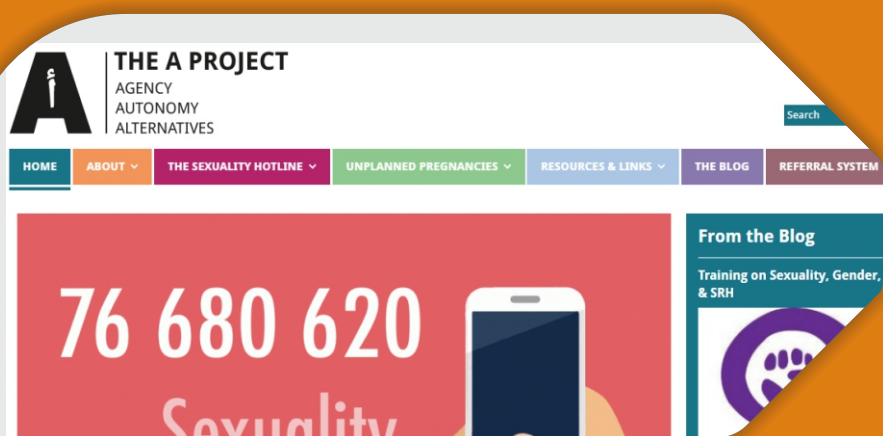 أ
THE A PROJECT
AGENCY
AUTONOMY
ALTERNATIVES
Search
HOME ABOUT THE SEXUALITY HOTLINE UNPLANNED PREGNANCIES RESOURCES & LINKS THE BLOG REFERRAL SYSTEM
76 680 620
Sexuality
From the Blog
Training on Sexuality, Gender,
& SRH